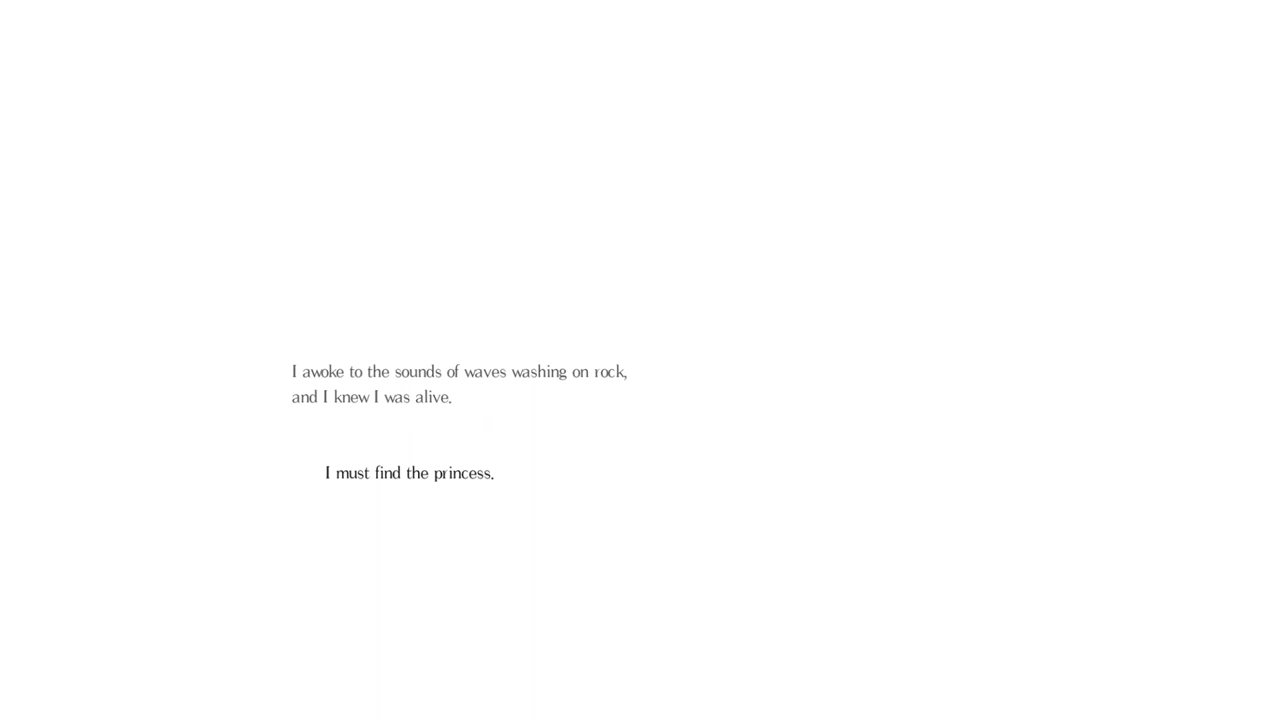 I awoke to the sounds of waves washing on rock,
and I knew I was alive.
I must find the princess.